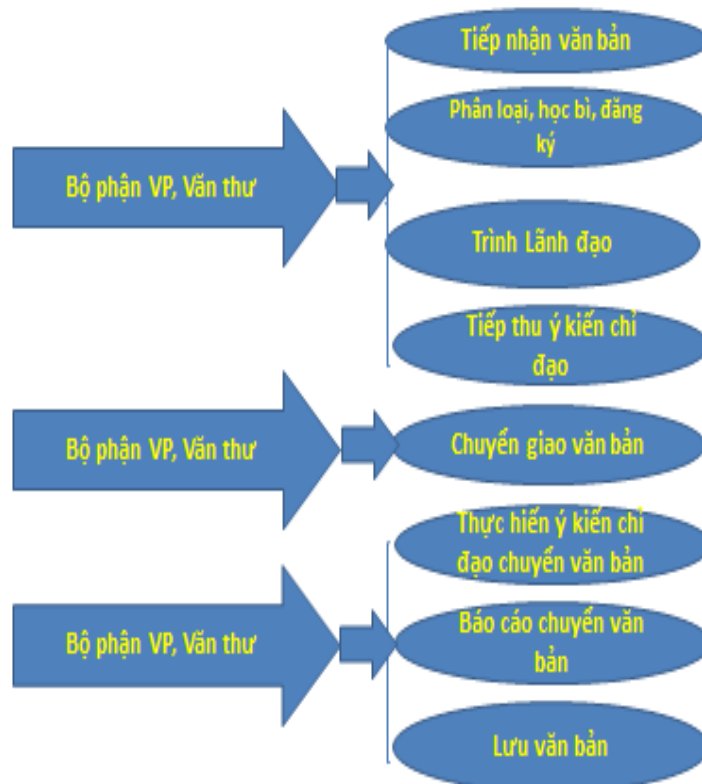 Tiếp nhận văn bản
Phân loại, học bì, đăng
ký
Bộ phận VP, Văn thư
Trình Lãnh đạo
Tiếp thu ý kiến chỉ
đạo
Bộ phận VP, Văn thư
Chuyển giao văn bản
Thực hiến ý kiến chỉ
đạo chuyển văn bản
Bộ phận VP, Văn thư
Báo cáo chuyển văn
bản
Lưu văn bản